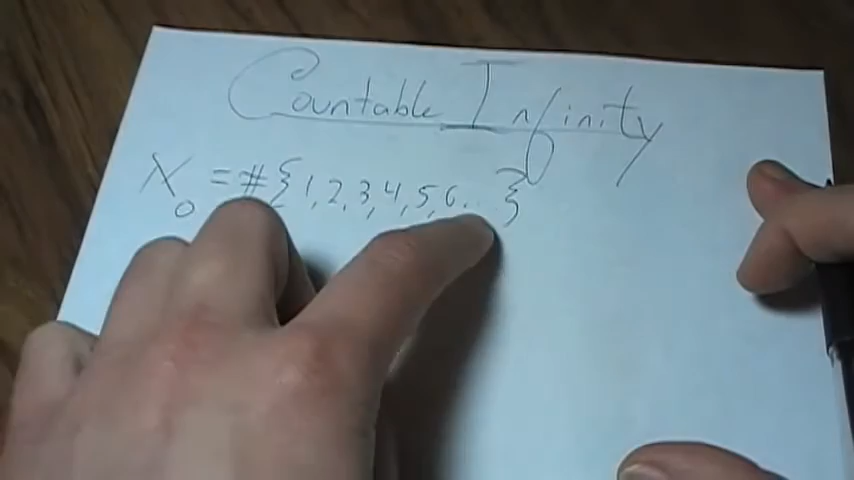 Countable Infinity
ℵ₀ = #{1,2,3,4,5,6...}